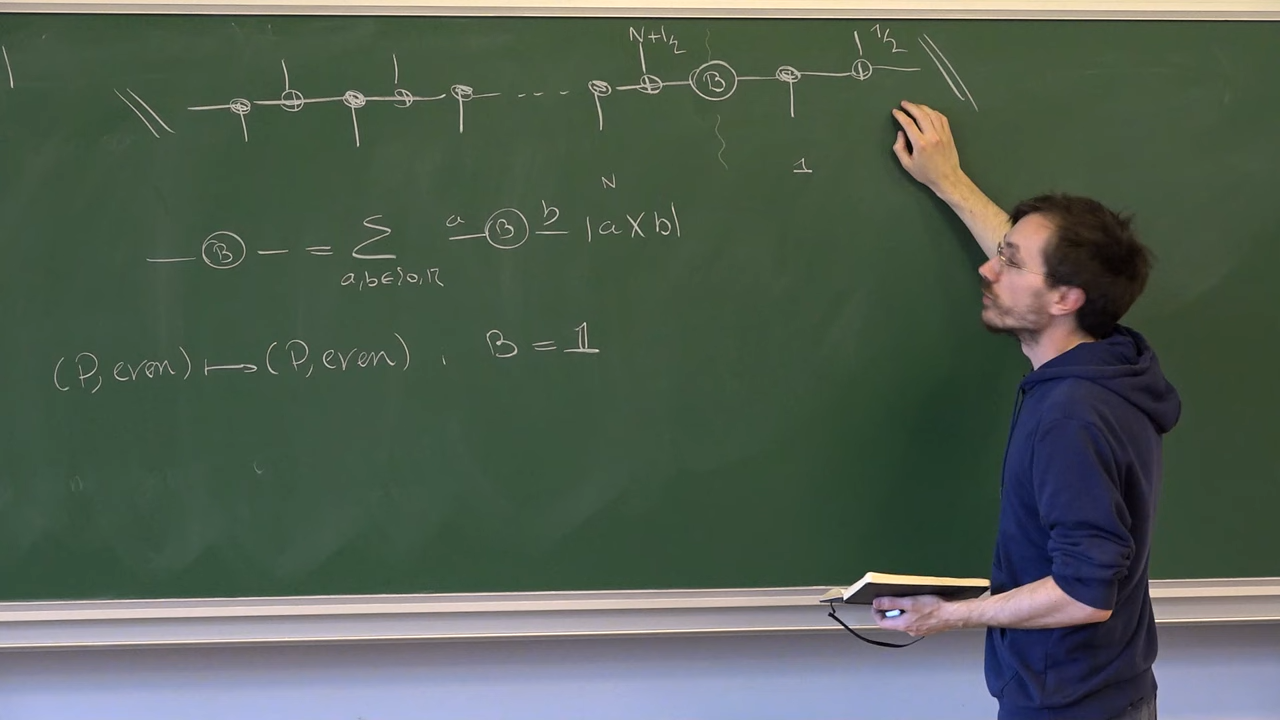 N+1/2 B 1/2
N 1
B = Σ a B b |a⟩⟨b|
a,b∈{0,1}
(P, even) ⟼ (P, even), B = 𝟙